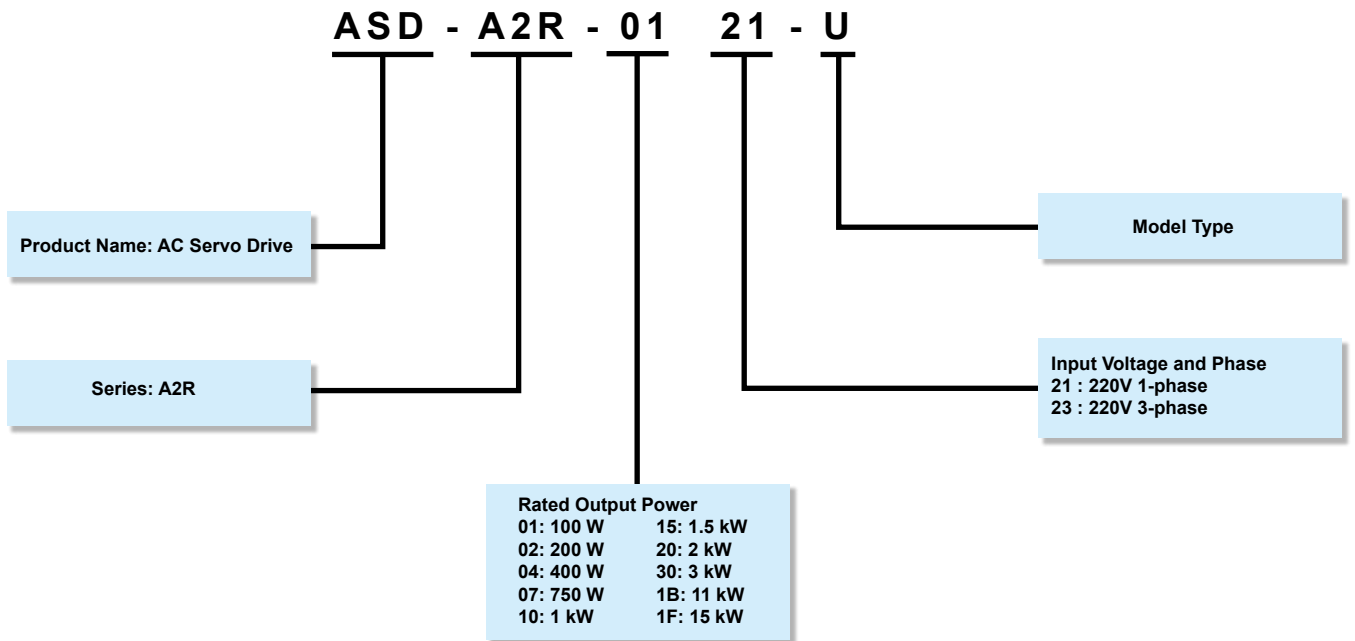 ASD - A2R - 01 21 - U
Product Name: AC Servo Drive
Model Type
Series: A2R
Input Voltage and Phase
21 : 220V 1-phase
23 : 220V 3-phase
Rated Output Power
01: 100 W 15: 1.5 kW
02: 200 W 20: 2 kW
04: 400 W 30: 3 kW
07: 750 W 1B: 11 kW
10: 1 kW 1F: 15 kW